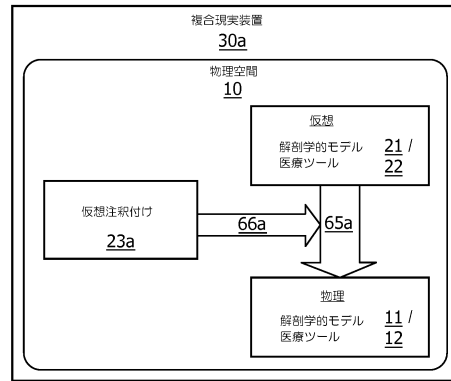 複合現実装置
30a
物理空間
10
仮想
解剖学的モデル 21 /
医療ツール 22
仮想注釈付け
23a
66a
65a
物理
解剖学的モデル 11 /
医療ツール 12